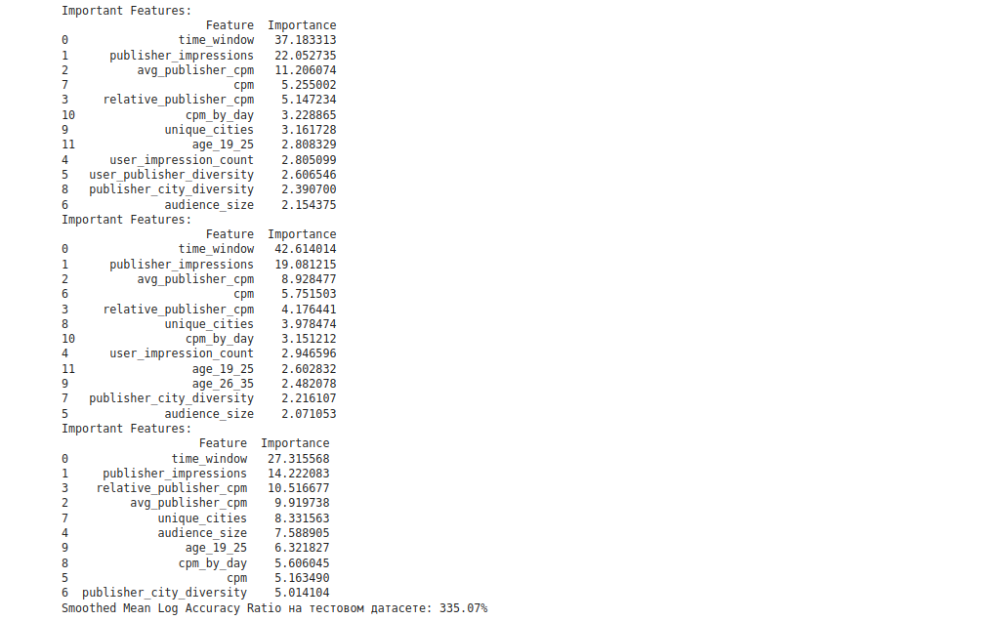 Important Features:
Feature Importance
0 time_window 37.183313
1 publisher_impressions 22.052735
2 avg_publisher_cpm 11.206074
7 cpm 5.255002
3 relative_publisher_cpm 5.147234
10 cpm_by_day 3.228865
9 unique_cities 3.161728
11 age_19_25 2.808329
4 user_impression_count 2.805099
5 user_publisher_diversity 2.606546
8 publisher_city_diversity 2.390700
6 audience_size 2.154375
Important Features:
Feature Importance
0 time_window 42.614014
1 publisher_impressions 19.081215
2 avg_publisher_cpm 8.928477
6 cpm 5.751503
3 relative_publisher_cpm 4.176441
8 unique_cities 3.978474
10 cpm_by_day 3.151212
4 user_impression_count 2.946596
11 age_19_25 2.602832
9 age_26_35 2.482078
7 publisher_city_diversity 2.216107
5 audience_size 2.071053
Important Features:
Feature Importance
0 time_window 27.315568
1 publisher_impressions 14.222083
3 relative_publisher_cpm 10.516677
2 avg_publisher_cpm 9.919738
7 unique_cities 8.331563
4 audience_size 7.588905
9 age_19_25 6.321827
8 cpm_by_day 5.606045
5 cpm 5.163490
6 publisher_city_diversity 5.014104
Smoothed Mean Log Accuracy Ratio на тестовом датасете: 335.07%